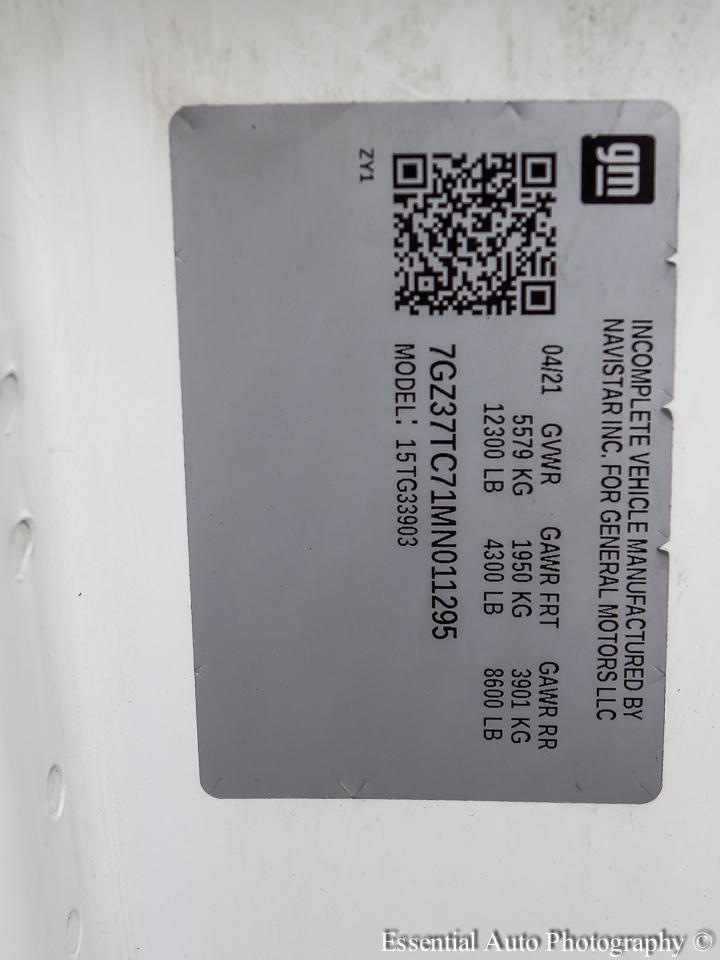 gm
INCOMPLETE VEHICLE MANUFACTURED BY
NAVISTAR INC. FOR GENERAL MOTORS LLC
04/21 GVWR GAWR FRT GAWR RR
5579 KG 1950 KG 3901 KG
12300 LB 4300 LB 8600 LB
7GZ37TC71MN011295
MODEL: 15TG33903
ZY1
Essential Auto Photography ©